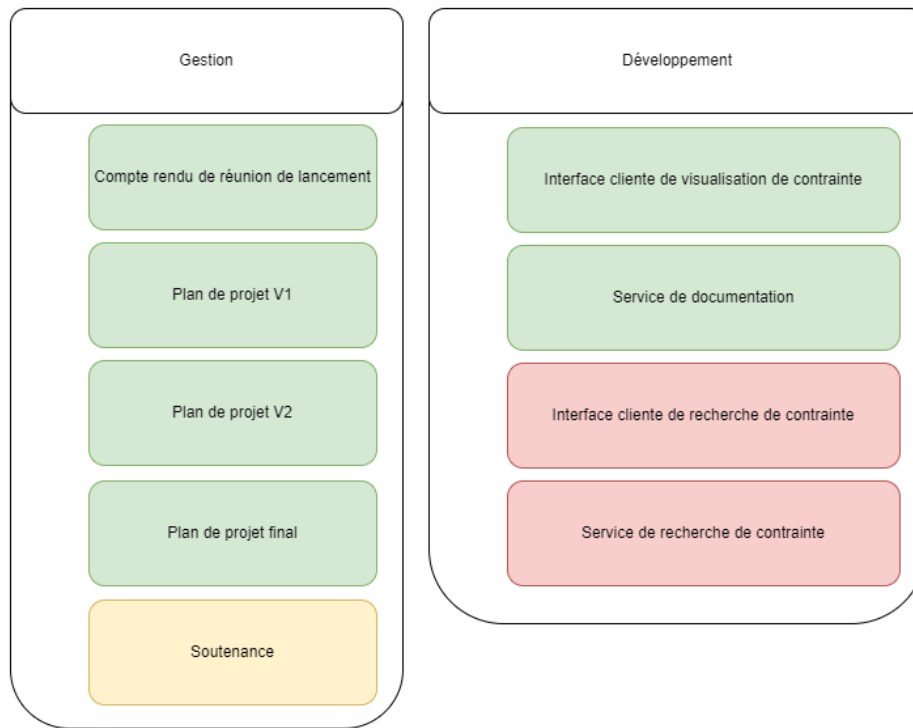 Gestion
Compte rendu de réunion de lancement
Plan de projet V1
Plan de projet V2
Plan de projet final
Soutenance
Développement
Interface cliente de visualisation de contrainte
Service de documentation
Interface cliente de recherche de contrainte
Service de recherche de contrainte